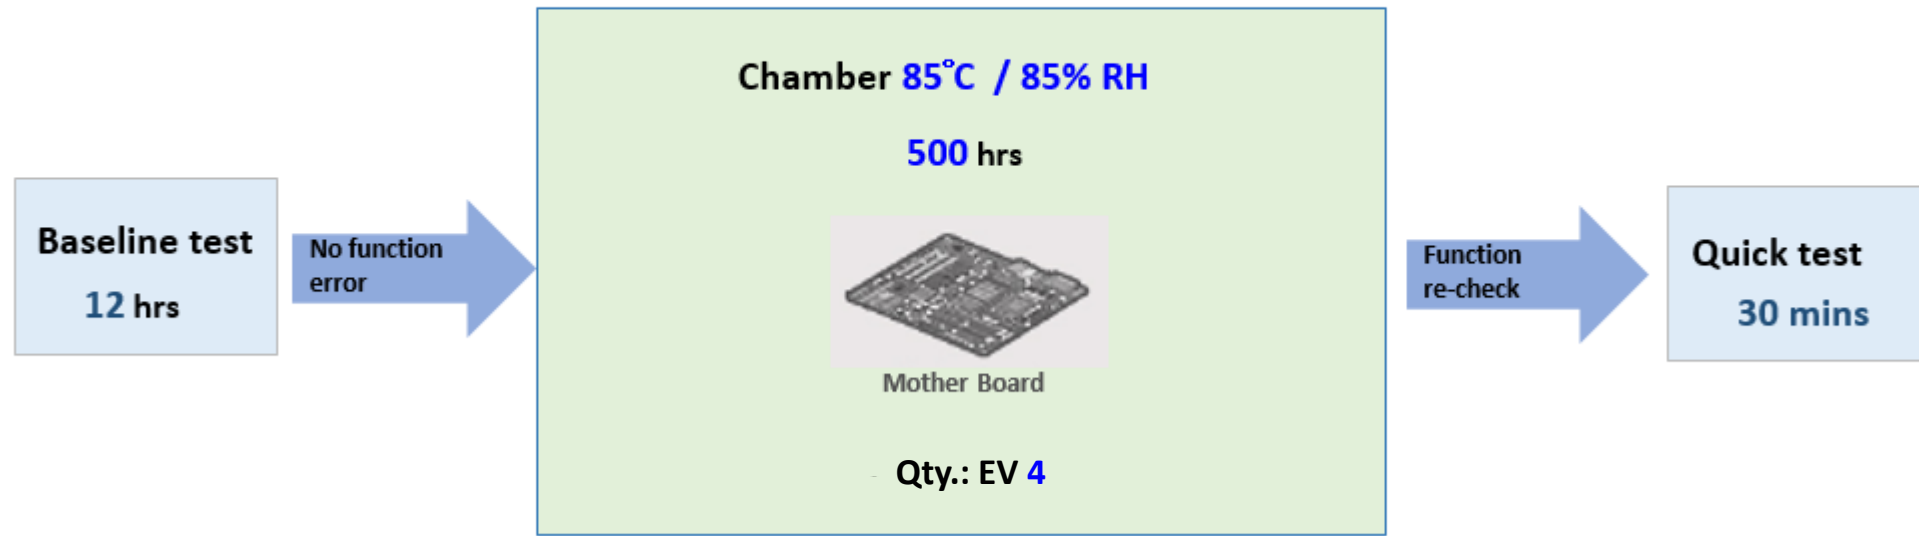 Baseline test
12 hrs
No function
error
Chamber 85°C / 85% RH
500 hrs
Mother Board
Qty.: EV 4
Function
re-check
Quick test
30 mins